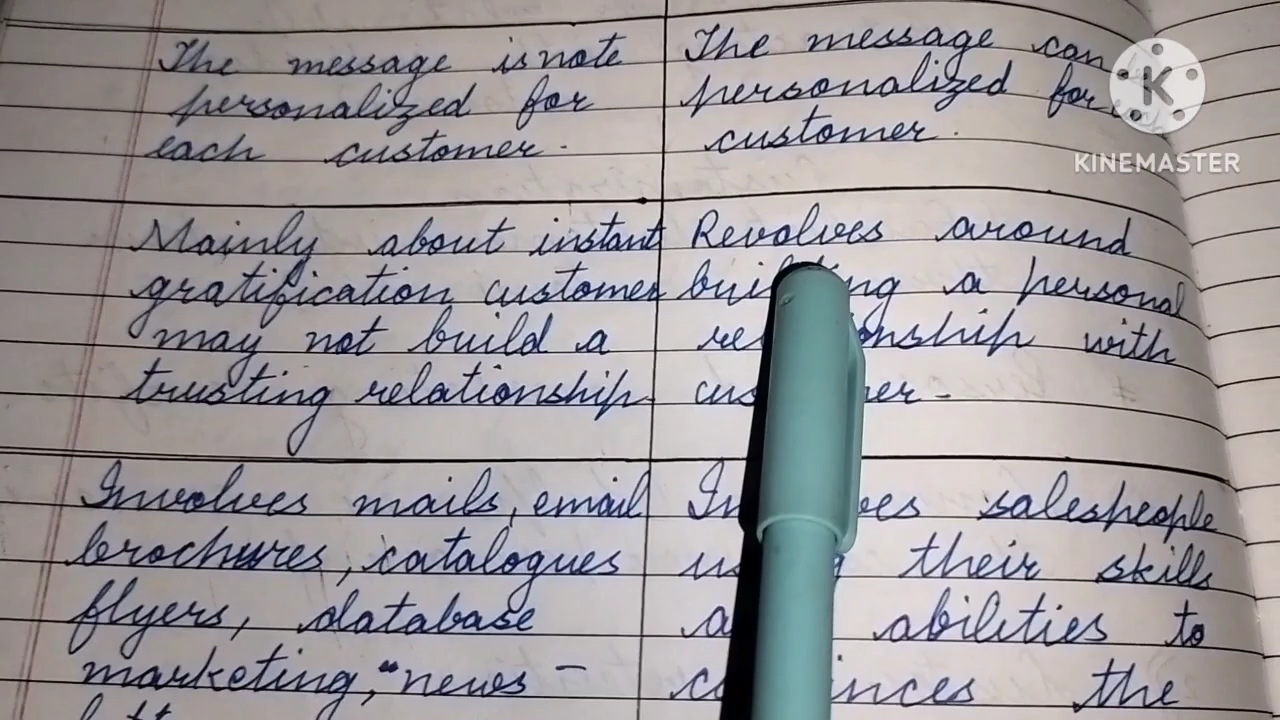 The message is note
personalized for
each customer.
The message can
personalized for
customer.
Mainly about instant
gratification customer
may not build a
trusting relationship.
Revolves around
a personal
with
Involves mails, email
brochures, catalogues
flyers, database
marketing, "news –
salespeople
their skills
abilities to
the
KINEMASTER